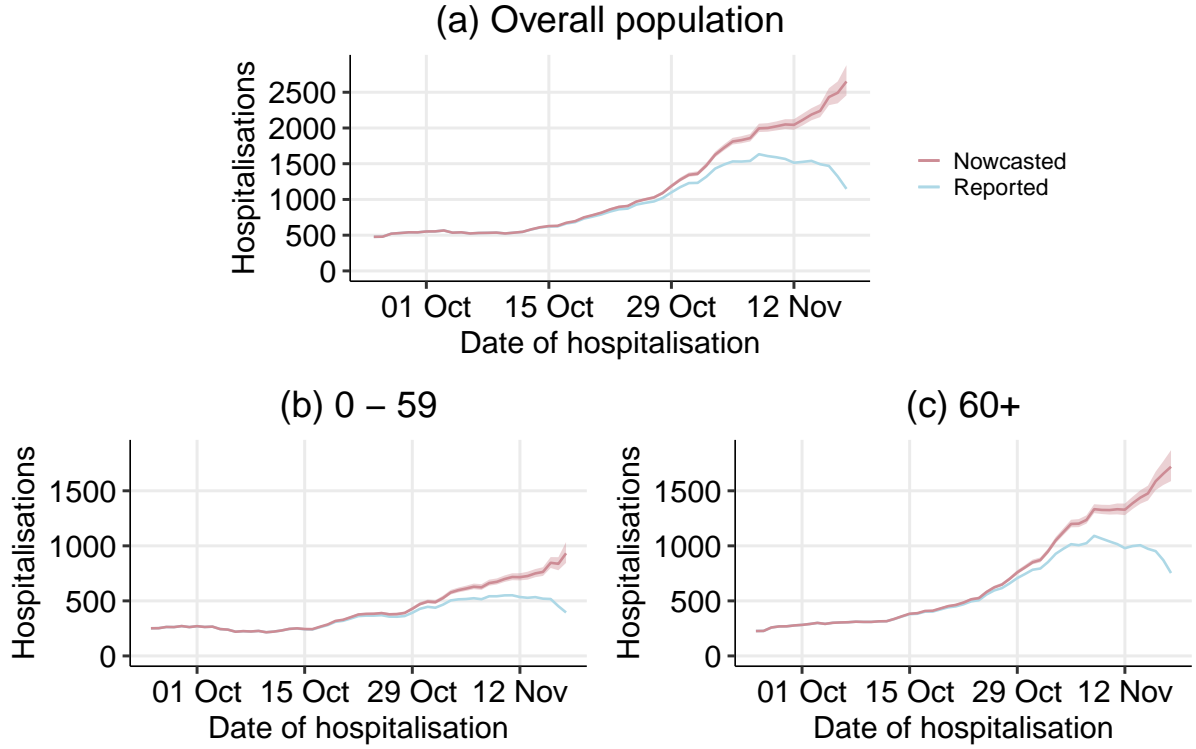 (a) Overall population
Hospitalisations
2500
2000
1500
1000
500
0
01 Oct 15 Oct 29 Oct 12 Nov
Date of hospitalisation
Nowcasted
Reported
(b) 0 – 59
Hospitalisations
1500
1000
500
0
01 Oct 15 Oct 29 Oct 12 Nov
Date of hospitalisation
(c) 60+
Hospitalisations
1500
1000
500
0
01 Oct 15 Oct 29 Oct 12 Nov
Date of hospitalisation